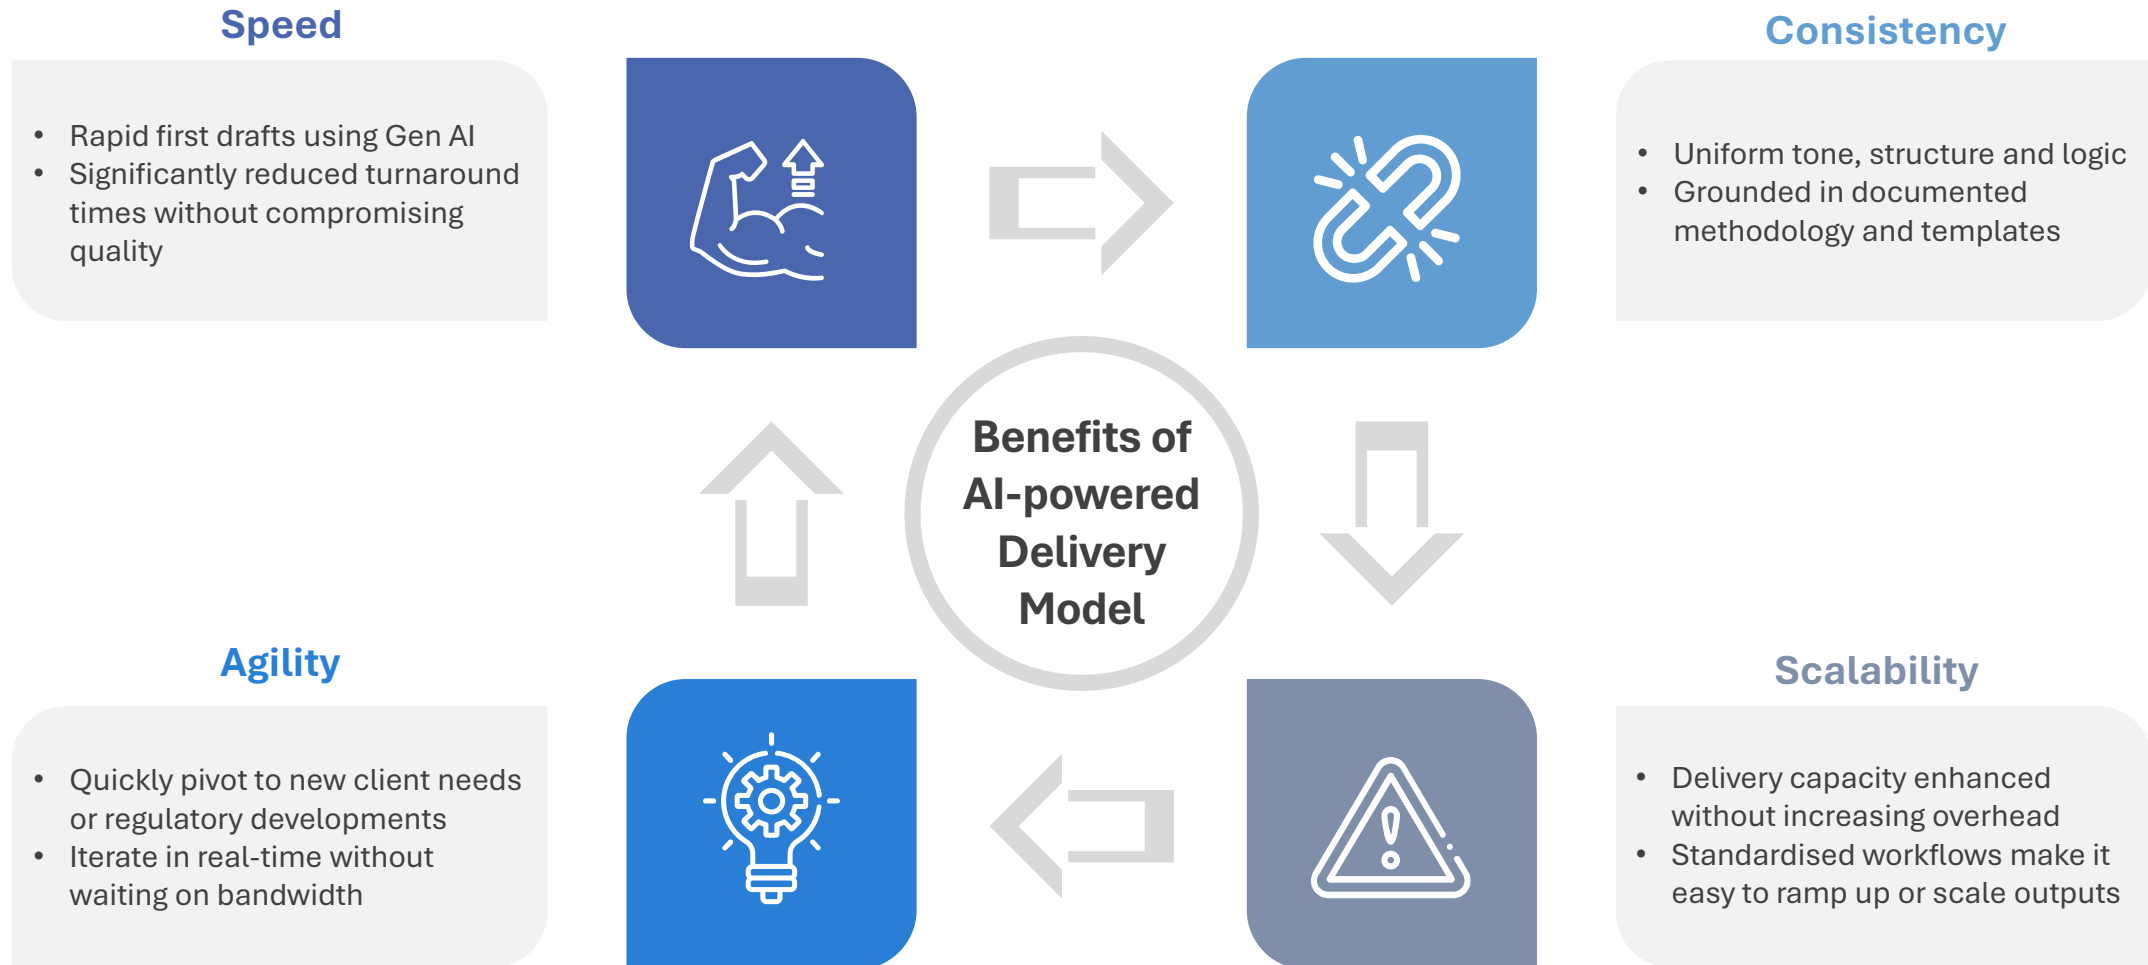 Speed
• Rapid first drafts using Gen AI
• Significantly reduced turnaround
times without compromising
quality
Consistency
• Uniform tone, structure and logic
• Grounded in documented
methodology and templates
Benefits of
AI-powered
Delivery
Model
Agility
• Quickly pivot to new client needs
or regulatory developments
• Iterate in real-time without
waiting on bandwidth
Scalability
• Delivery capacity enhanced
without increasing overhead
• Standardised workflows make it
easy to ramp up or scale outputs